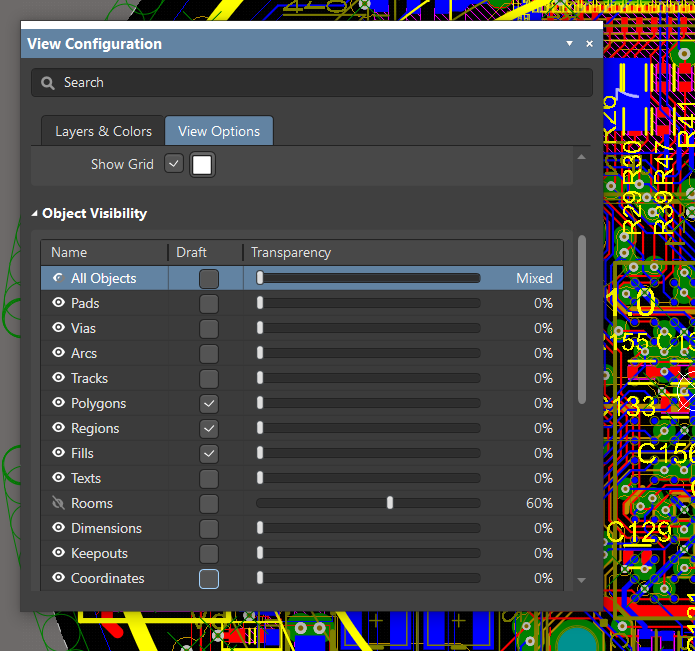 View Configuration
Search
Layers & Colors
View Options
Show Grid
Object Visibility
Name Draft Transparency
All Objects Mixed
Pads 0%
Vias 0%
Arcs 0%
Tracks 0%
Polygons 0%
Regions 0%
Fills 0%
Texts 0%
Rooms 60%
Dimensions 0%
Keepouts 0%
Coordinates 0%
R26
R41
R29
R30
R39
R47
1.0
C133
C156
C129